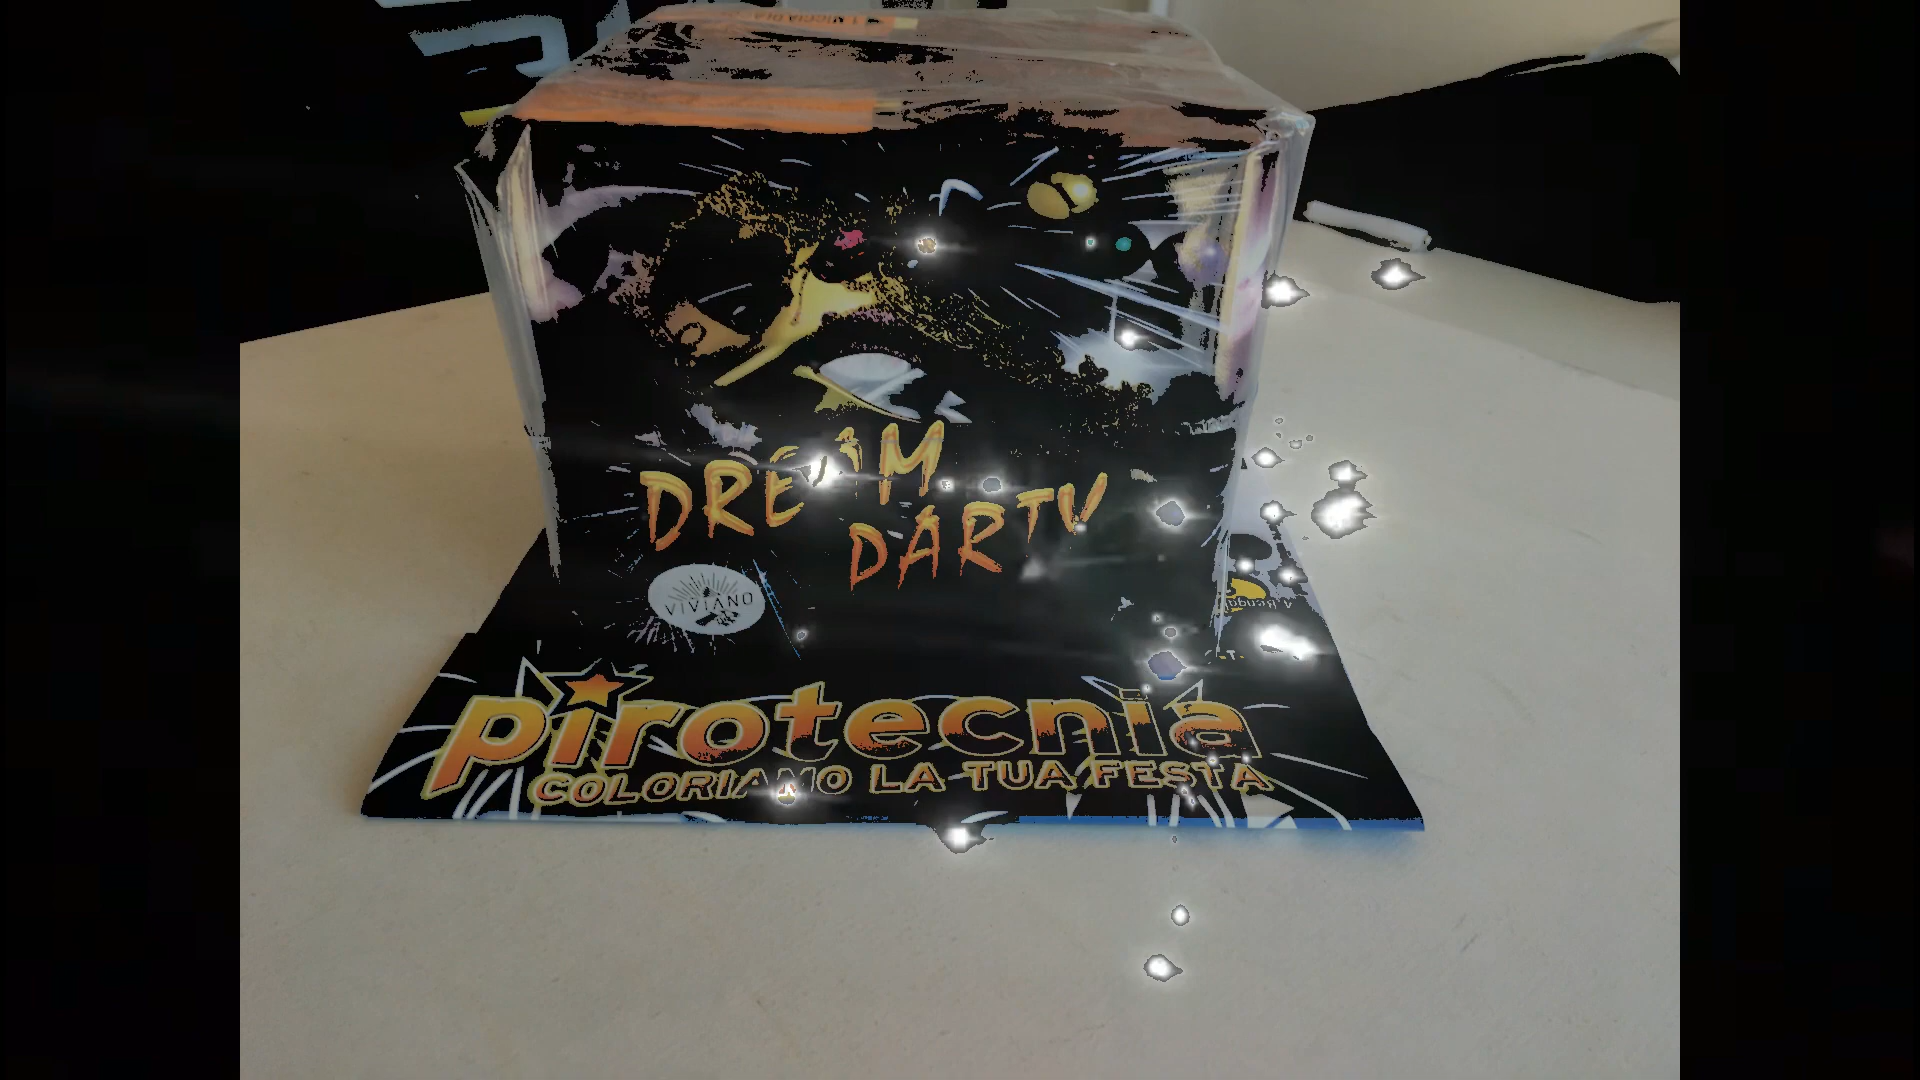 DREAM
PARTY
VIVIANO
pirotecnia
COLORIAMO LA TUA FESTA